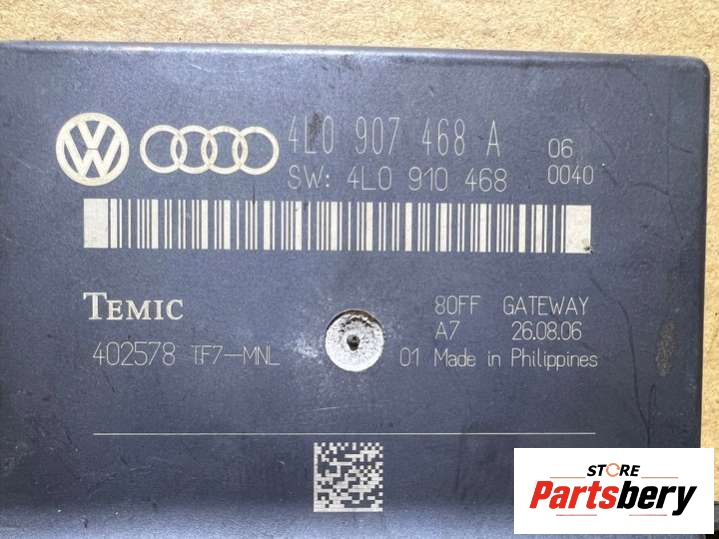 4L0 907 468 A 06
SW: 4L0 910 468 0040
TEMIC
80FF GATEWAY
A7 26.08.06
402578 TF7-MNL 01 Made in Philippines
STORE
Partsbery